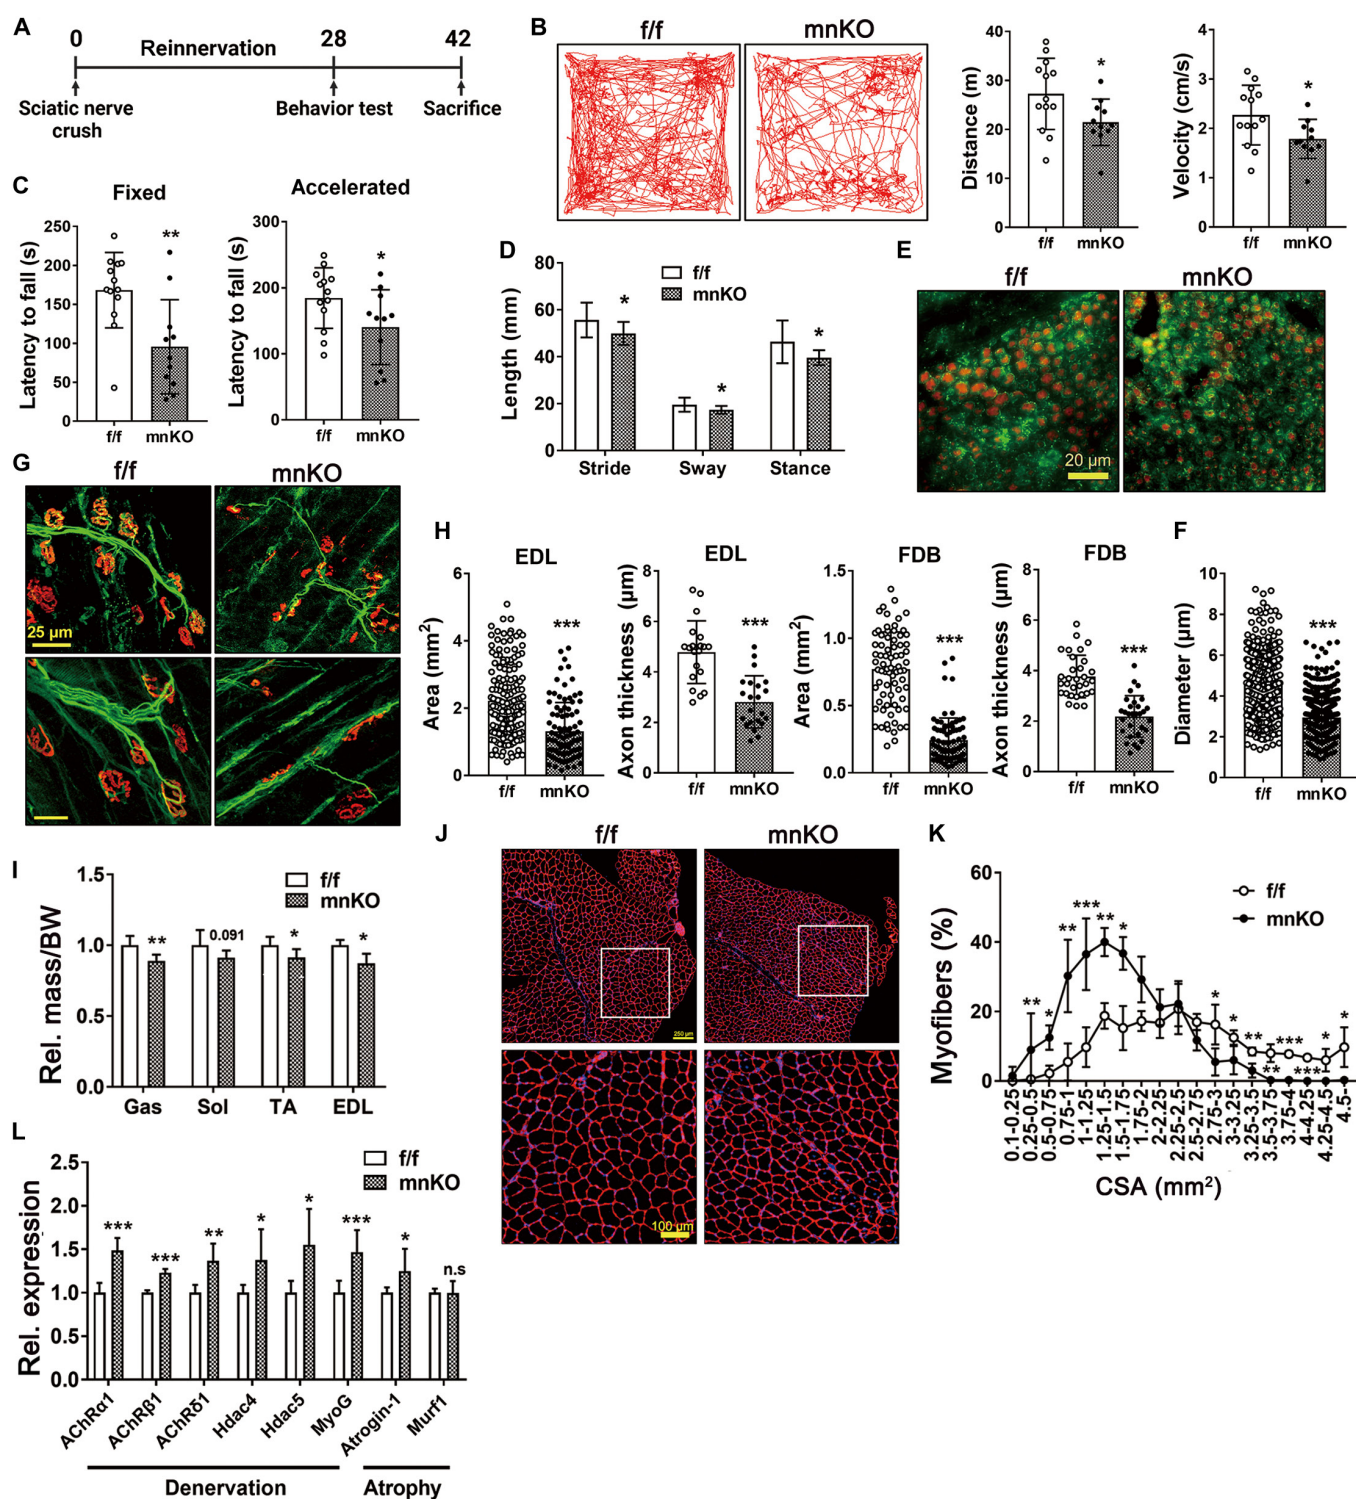 A
0
Reinnervation
28
42
Sciatic nerve
crush
Behavior test
Sacrifice
B
f/f
mnKO
Distance (m)
40
30
20
10
0
*
f/f
mnKO
Velocity (cm/s)
4
3
2
1
0
*
f/f
mnKO
C
Fixed
Latency to fall (s)
250
200
150
100
50
0
**
f/f
mnKO
Accelerated
Latency to fall (s)
300
200
100
0
*
f/f
mnKO
D
Length (mm)
80
60
40
20
0
f/f
mnKO
*
*
*
Stride
Sway
Stance
E
f/f
mnKO
20 µm
G
f/f
mnKO
25 µm
H
EDL
Area (mm²)
6
4
2
0
***
f/f
mnKO
EDL
Axon thickness (µm)
8
6
4
2
0
***
f/f
mnKO
FDB
Area (mm²)
1.5
1.0
0.5
0.0
***
f/f
mnKO
FDB
Axon thickness (µm)
8
6
4
2
0
***
f/f
mnKO
F
Diameter (µm)
10
8
6
4
2
0
***
f/f
mnKO
I
Rel. mass/BW
1.5
1.0
0.5
0.0
f/f
mnKO
**
0.091
*
*
Gas
Sol
TA
EDL
J
f/f
mnKO
250 µm
100 µm
K
Myofibers (%)
60
40
20
0
f/f
mnKO
**
*
**
***
**
*
*
*
**
**
***
***
*
*
0.1-0.25
0.25-0.5
0.5-0.75
0.75-1
1-1.25
1.25-1.5
1.5-1.75
1.75-2
2-2.25
2.25-2.5
2.5-2.75
2.75-3
3-3.25
3.25-3.5
3.5-3.75
3.75-4
4-4.25
4.25-4.5
4.5-1
CSA (mm²)
L
Rel. expression
2.5
2.0
1.5
1.0
0.5
0.0
f/f
mnKO
***
***
**
*
*
***
*
n.s
AChRα1
AChRβ1
AChRδ1
Hdac4
Hdac5
MyoG
Atrogin-1
Murf1
Denervation
Atrophy